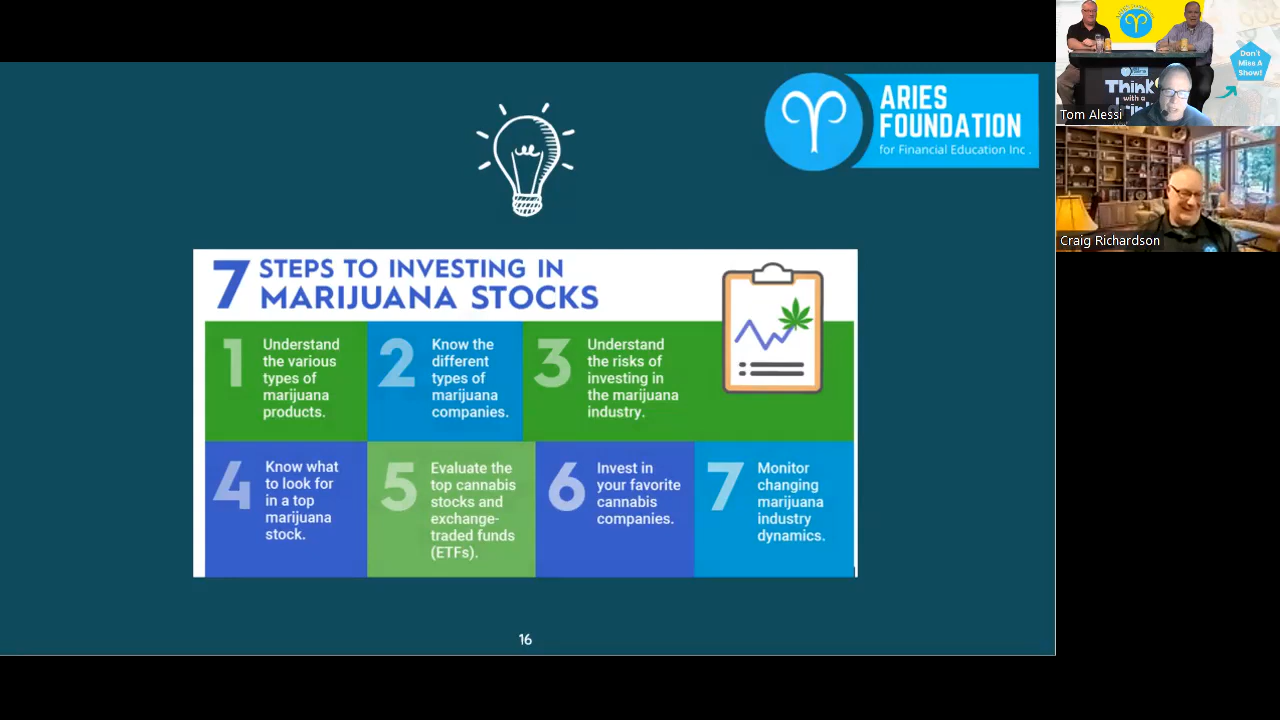 ARIES
FOUNDATION
for Financial Education Inc .
7 STEPS TO INVESTING IN
MARIJUANA STOCKS
1
Understand
the various
types of
marijuana
products.
2
Know the
different
types of
marijuana
companies.
3
Understand
the risks of
investing in
the marijuana
industry.
4
Know what
to look for
in a top
marijuana
stock.
5
Evaluate the
top cannabis
stocks and
exchange-
traded funds
(ETFs).
6
Invest in
your favorite
cannabis
companies.
7
Monitor
changing
marijuana
industry
dynamics.
16
Don't
Miss A
Show!
Think
with a
Tom Alessi
Craig Richardson